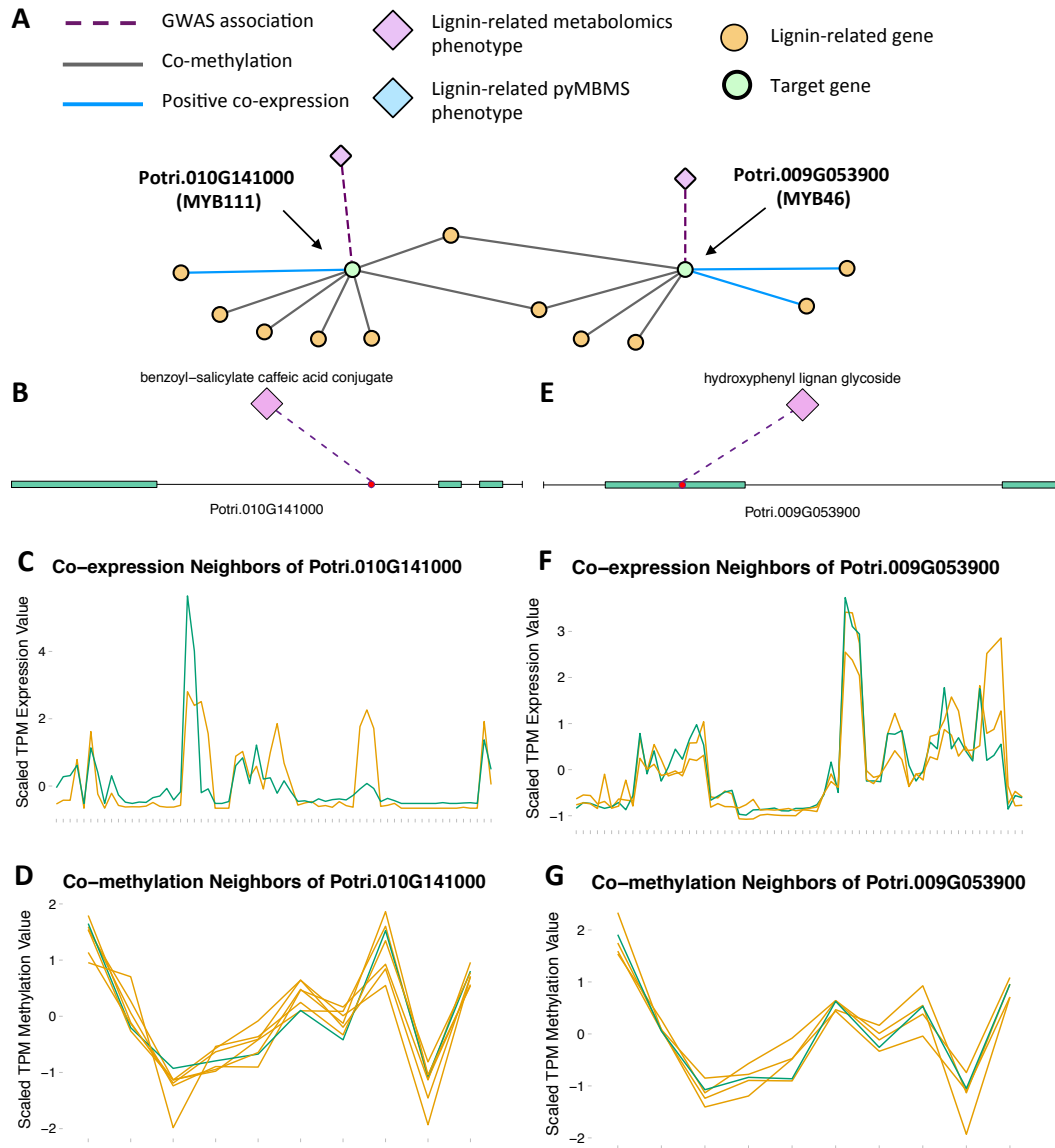 A
GWAS association
Co-methylation
Positive co-expression
Lignin-related metabolomics
phenotype
Lignin-related pyMBMS
phenotype
Lignin-related gene
Target gene
Potri.010G141000
(MYB111)
Potri.009G053900
(MYB46)
B
benzoyl−salicylate caffeic acid conjugate
Potri.010G141000
E
hydroxyphenyl lignan glycoside
Potri.009G053900
C
Co−expression Neighbors of Potri.010G141000
Scaled TPM Expression Value
4
2
0
F
Co−expression Neighbors of Potri.009G053900
Scaled TPM Expression Value
3
2
1
0
−1
D
Co−methylation Neighbors of Potri.010G141000
Scaled TPM Methylation Value
2
1
0
−1
−2
G
Co−methylation Neighbors of Potri.009G053900
Scaled TPM Methylation Value
2
1
0
−1
−2